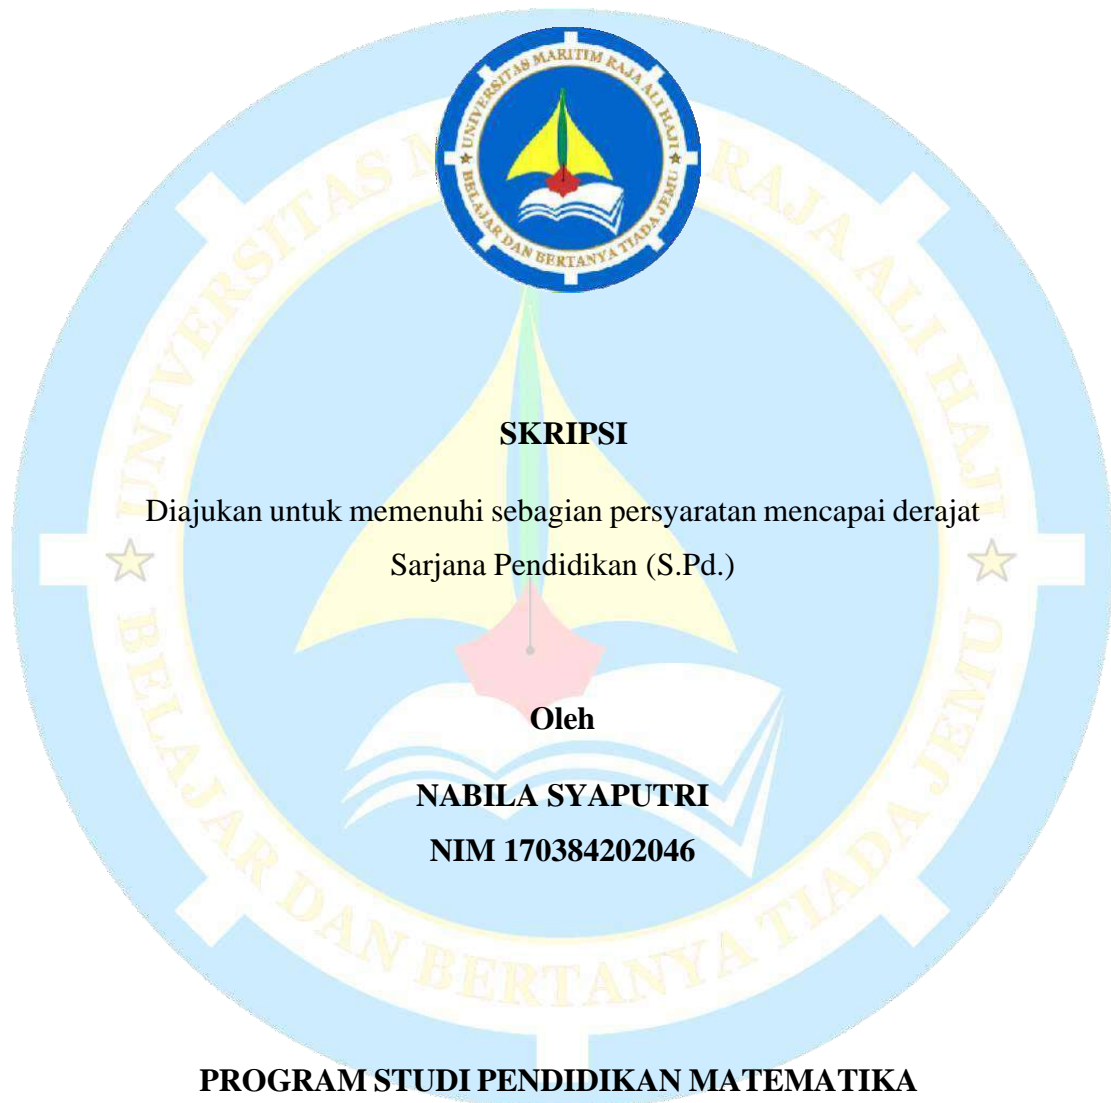 ★ UNIVERSITAS MARITIM RAJA ALI HAJI ★
BELAJAR DAN BERTANYA TIADA JEMU
SKRIPSI
Diajukan untuk memenuhi sebagian persyaratan mencapai derajat
Sarjana Pendidikan (S.Pd.)
Oleh
NABILA SYAPUTRI
NIM 170384202046
PROGRAM STUDI PENDIDIKAN MATEMATIKA